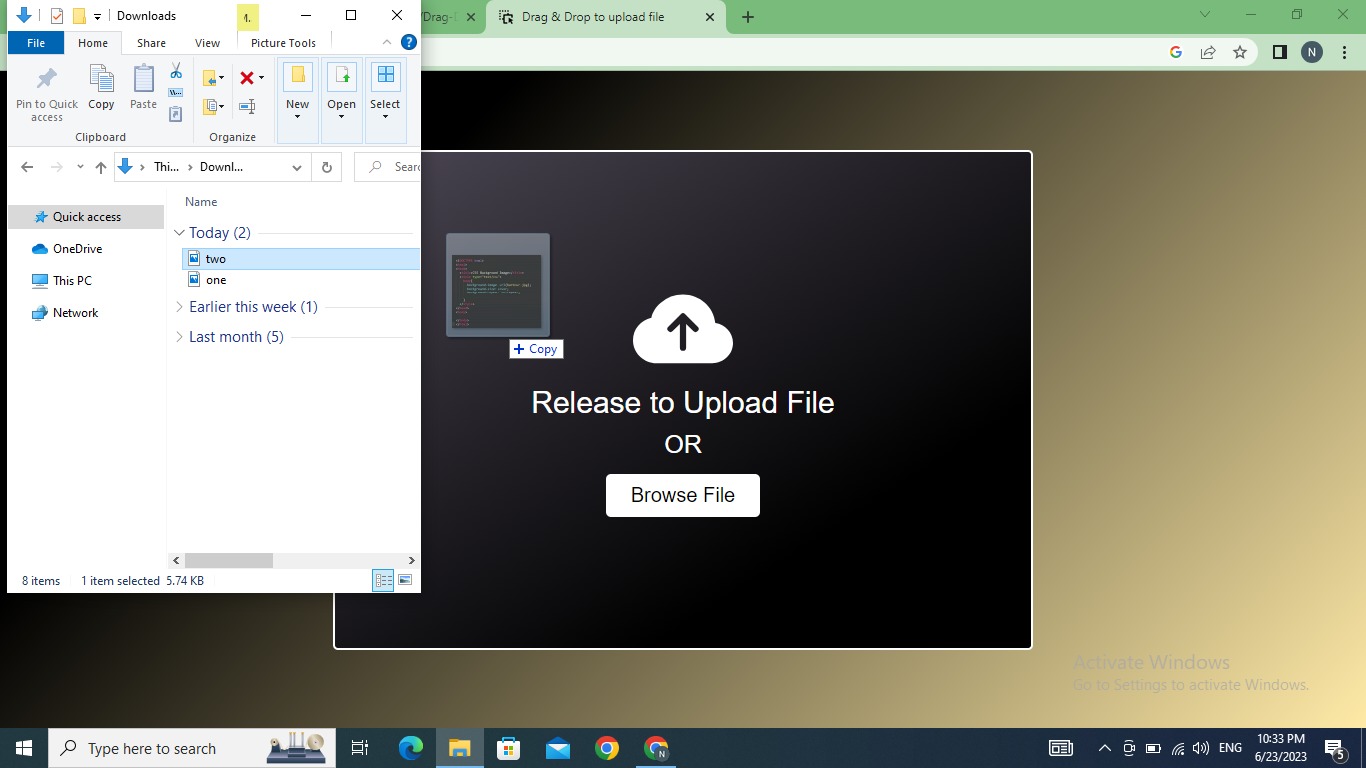 Downloads
/Drag-
Drag & Drop to upload file
File
Home
Share
View
Picture Tools
N
Pin to Quick access
Copy
Paste
New
Open
Select
Clipboard
Organize
Thi...
Downl...
Sear
Name
Quick access
OneDrive
This PC
Network
Today (2)
two
one
Earlier this week (1)
Last month (5)
+ Copy
Release to Upload File
OR
Browse File
8 items
1 item selected 5.74 KB
Activate Windows
Go to Settings to activate Windows.
Type here to search
N
ENG
10:33 PM
6/23/2023
5